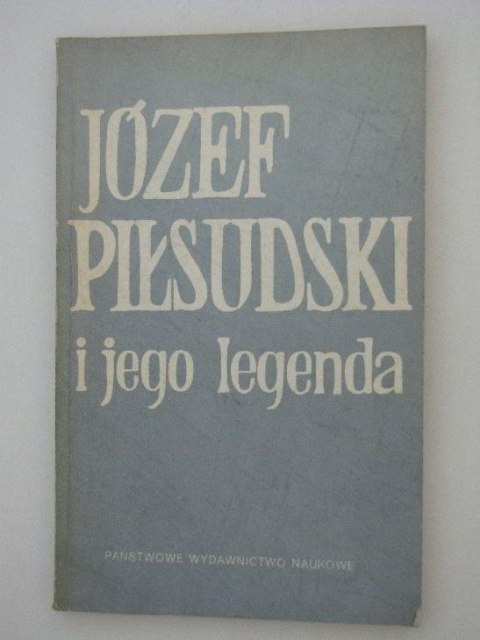 JÓZEF
PIŁSUDSKI
i jego legenda
PAŃSTWOWE WYDAWNICTWO NAUKOWE